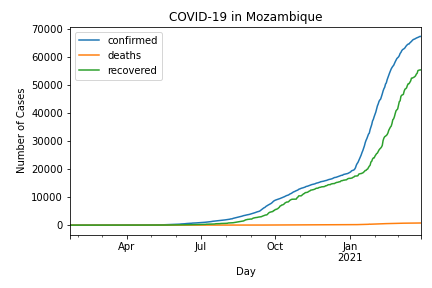 COVID-19 in Mozambique
70000
60000
50000
40000
30000
20000
10000
0
Number of Cases
confirmed
deaths
recovered
Apr Jul Oct Jan
2021
Day